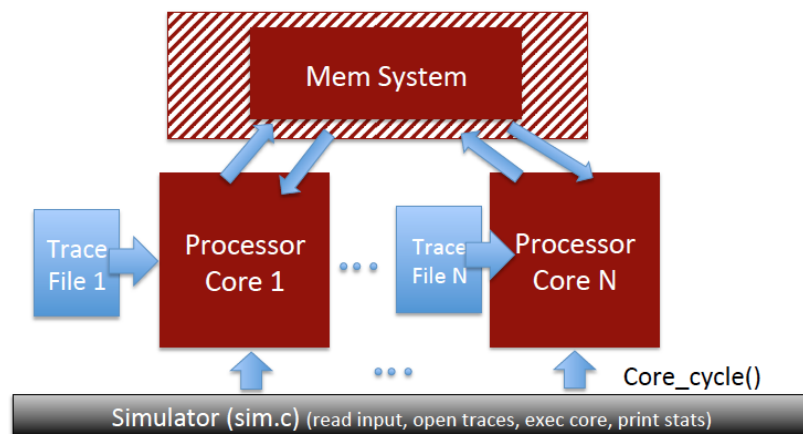 Mem System
Trace
File 1
Processor
Core 1
Trace
File N
Processor
Core N
Core_cycle()
Simulator (sim.c) (read input, open traces, exec core, print stats)